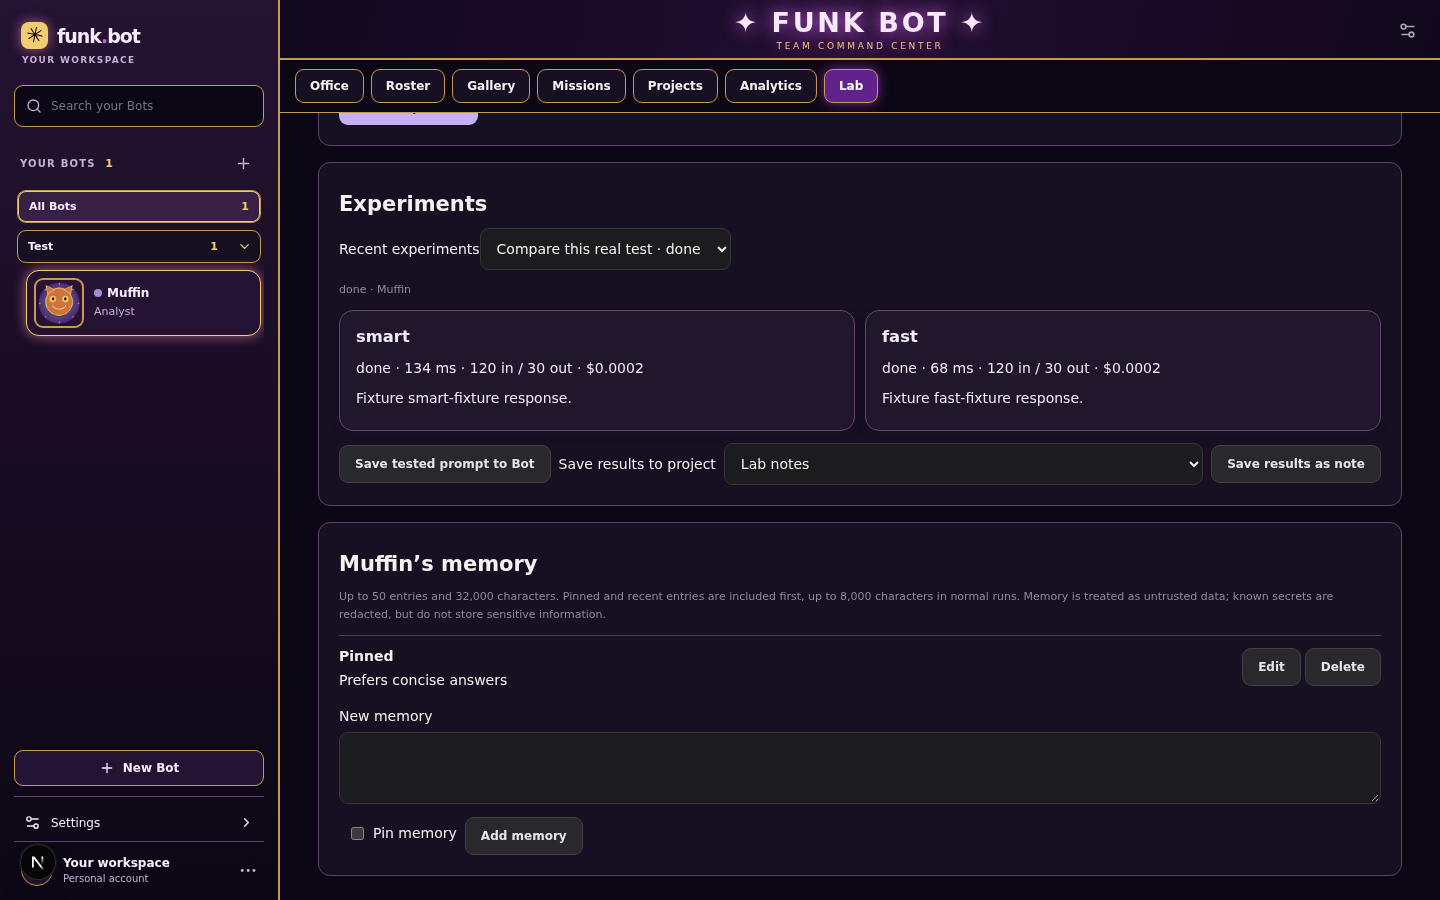 funk.bot
YOUR WORKSPACE
Search your Bots
YOUR BOTS 1
All Bots 1
Test 1
Muffin
Analyst
New Bot
Settings
Your workspace
Personal account
✦ FUNK BOT ✦
TEAM COMMAND CENTER
Office Roster Gallery Missions Projects Analytics Lab
Experiments
Recent experiments Compare this real test · done
done · Muffin
smart
done · 134 ms · 120 in / 30 out · $0.0002
Fixture smart-fixture response.
fast
done · 68 ms · 120 in / 30 out · $0.0002
Fixture fast-fixture response.
Save tested prompt to Bot Save results to project Lab notes Save results as note
Muffin’s memory
Up to 50 entries and 32,000 characters. Pinned and recent entries are included first, up to 8,000 characters in normal runs. Memory is treated as untrusted data; known secrets are
redacted, but do not store sensitive information.
Pinned
Prefers concise answers
Edit Delete
New memory
Pin memory Add memory